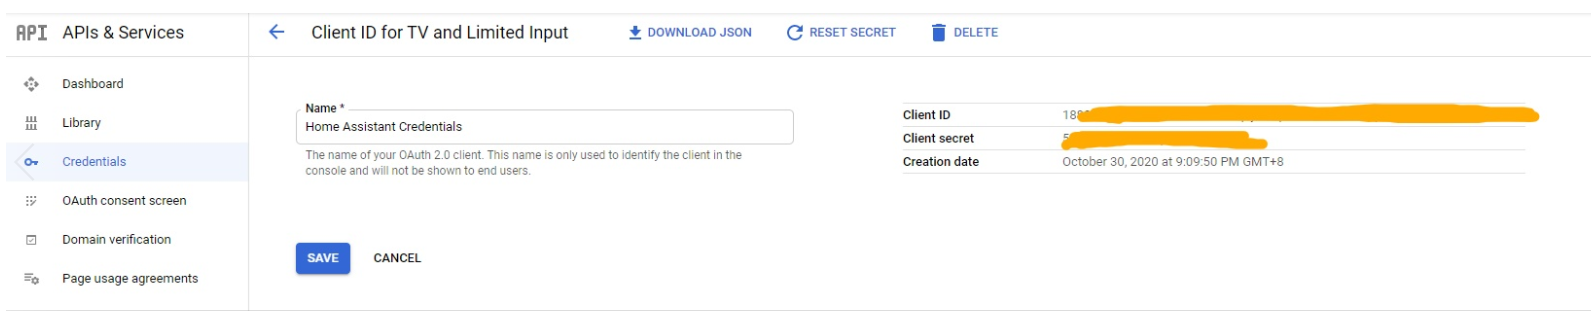 API APIs & Services
Client ID for TV and Limited Input
DOWNLOAD JSON
RESET SECRET
DELETE
Dashboard
Library
Credentials
OAuth consent screen
Domain verification
Page usage agreements
Name *
Home Assistant Credentials
The name of your OAuth 2.0 client. This name is only used to identify the client in the
console and will not be shown to end users.
SAVE
CANCEL
Client ID
Client secret
Creation date October 30, 2020 at 9:09:50 PM GMT+8